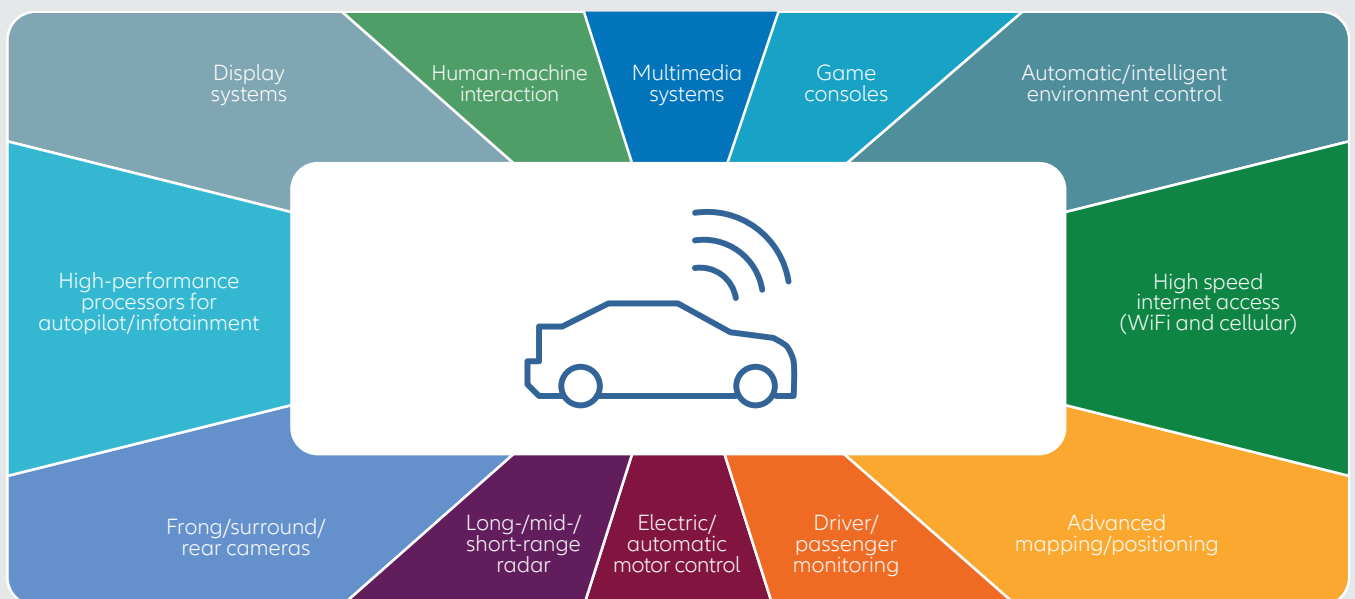 Display
systems
Human-machine
interaction
Multimedia
systems
Game
consoles
Automatic/intelligent
environment control
High-performance
processors for
autopilot/infotainment
High speed
internet access
(WiFi and cellular)
Frong/surround/
rear cameras
Long-/mid-/
short-range
radar
Electric/
automatic
motor control
Driver/
passenger
monitoring
Advanced
mapping/positioning